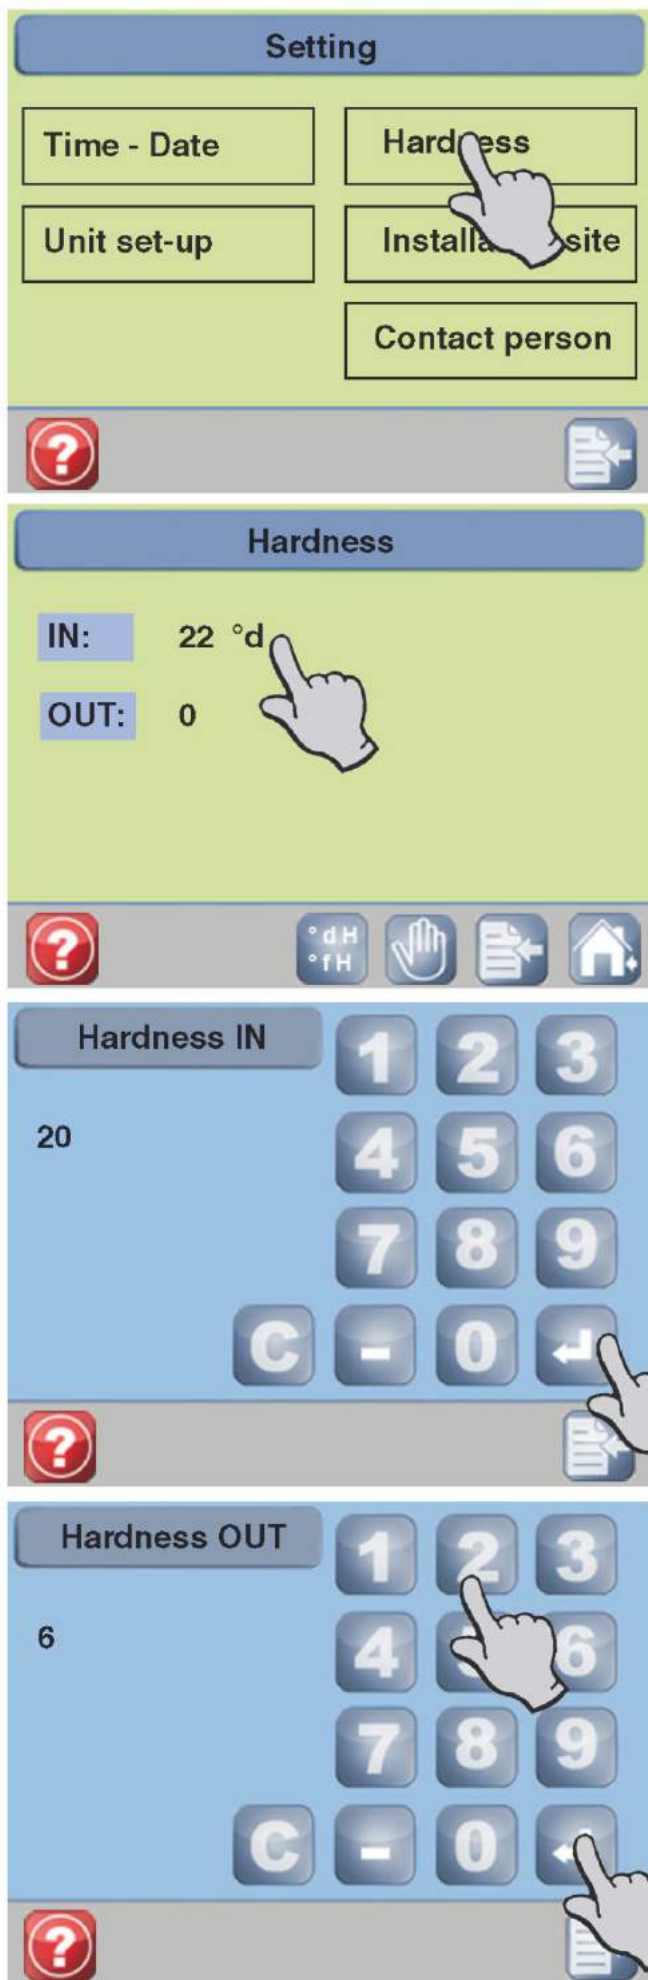 Setting
Time - Date
Hardness
Unit set-up
site
Contact person
?
Hardness
IN: 22 °d
OUT: 0
?
°dH
°fH
Hardness IN
1 2 3
20
4 5 6
7 8 9
C - 0
?
Hardness OUT
1 2 3
6
4 6
7 8 9
C - 0
?